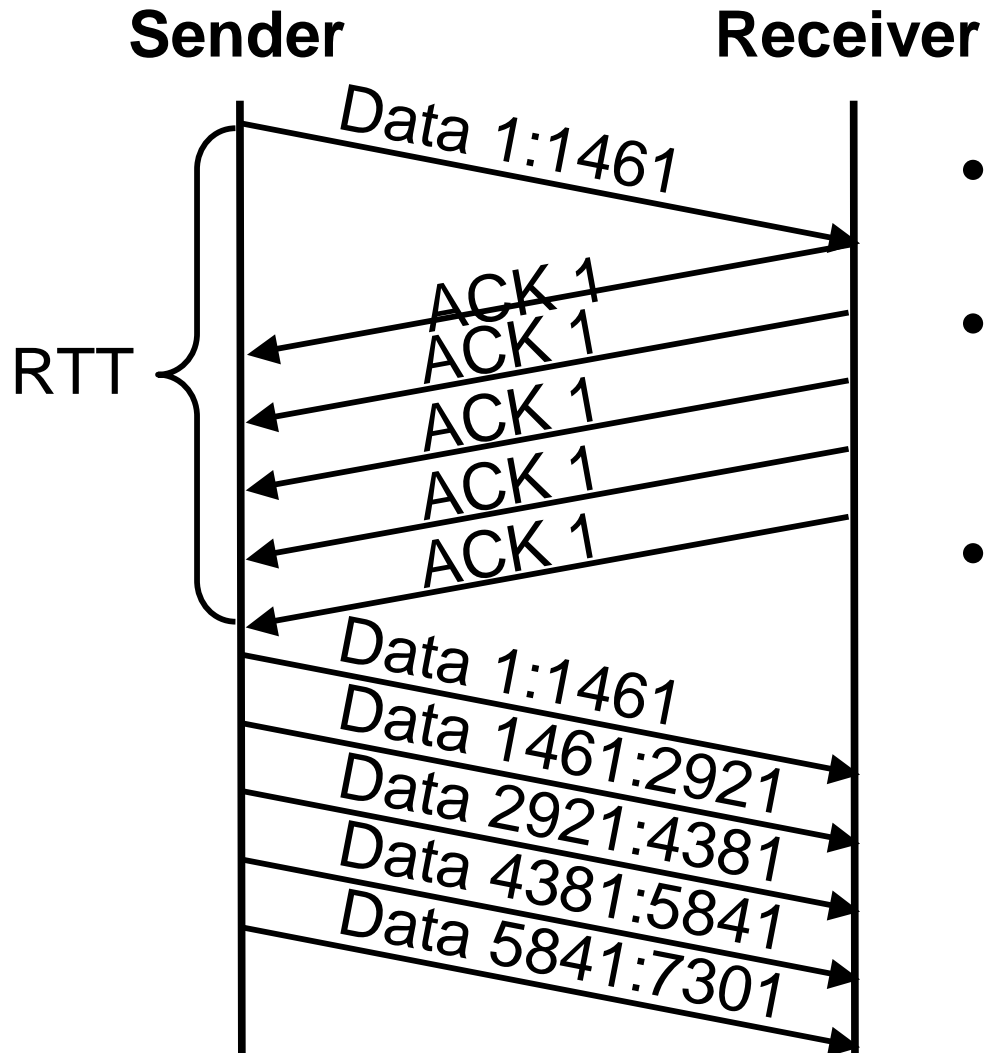 Sender Receiver
Data 1:1461
ACK 1
ACK 1
RTT
ACK 1
ACK 1
ACK 1
Data 1:1461
Data 1461:2921
Data 2921:4381
Data 4381:5841
Data 5841:7301